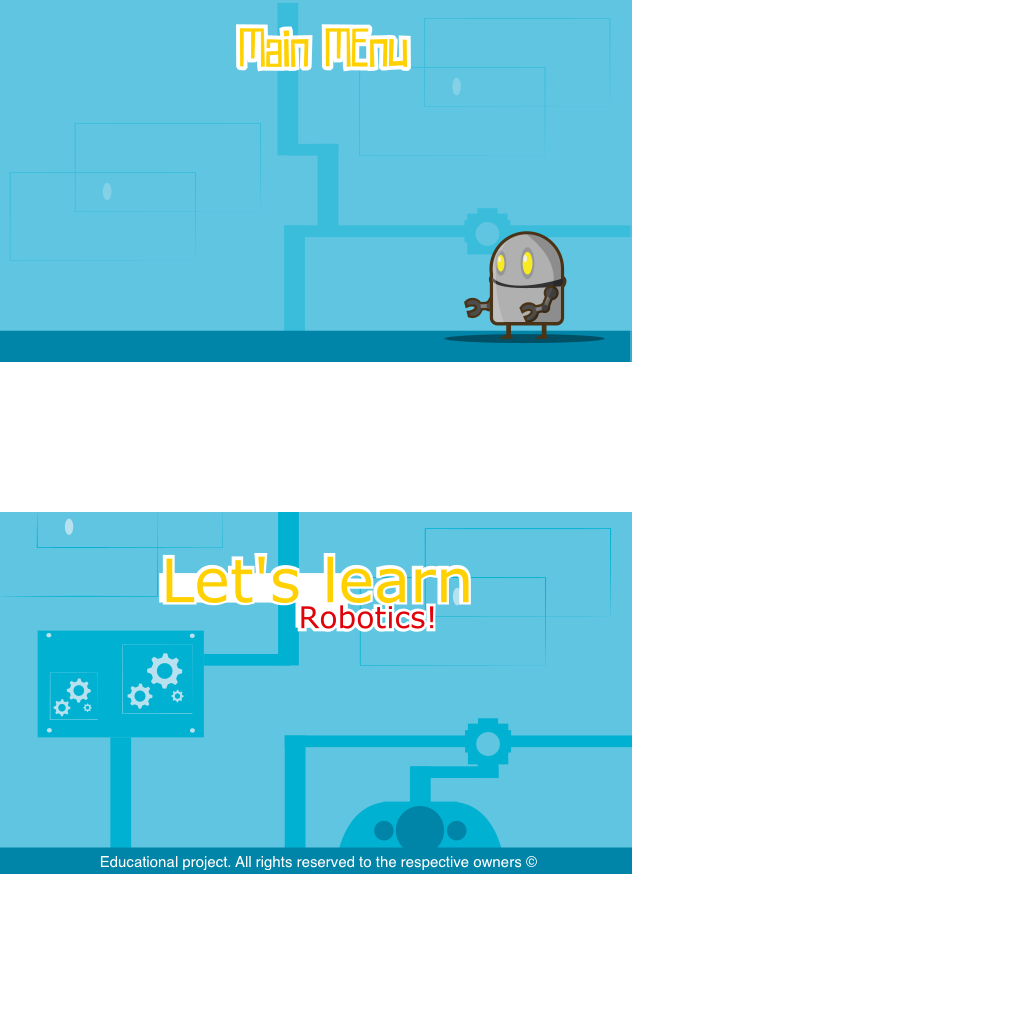 Main MEnu
Let's learn
Robotics!
Educational project. All rights reserved to the respective owners ©